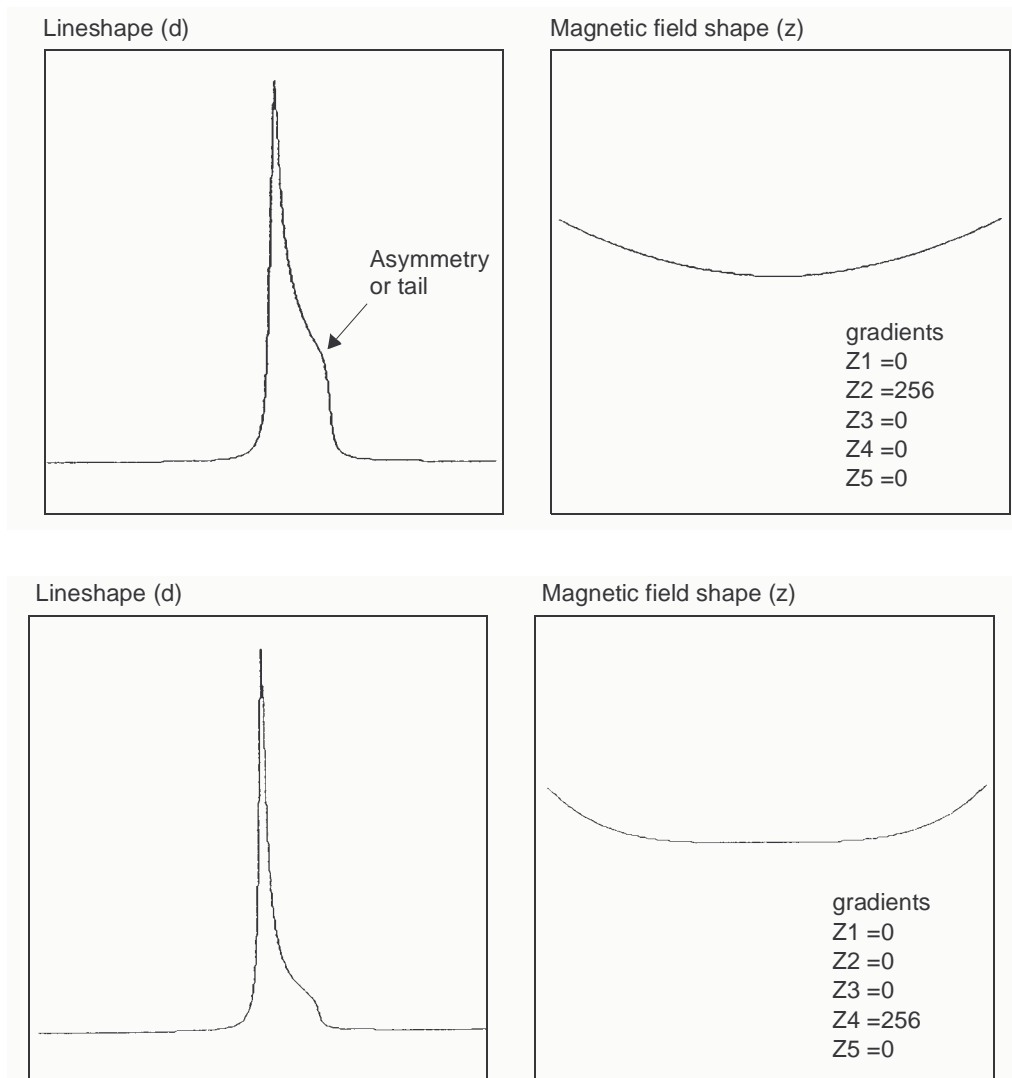 Lineshape (d)
Magnetic field shape (z)
Asymmetry
or tail
gradients
Z1 =0
Z2 =256
Z3 =0
Z4 =0
Z5 =0
Lineshape (d)
Magnetic field shape (z)
gradients
Z1 =0
Z2 =0
Z3 =0
Z4 =256
Z5 =0